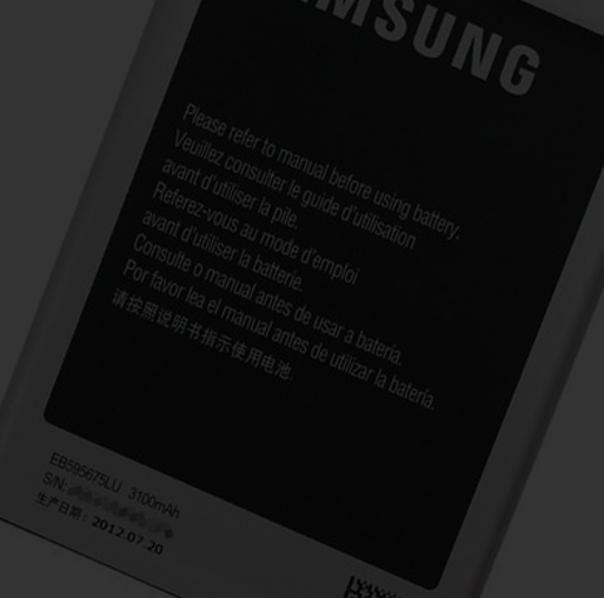 SAMSUNG
Please refer to manual before using battery.
Veuillez consulter le guide d'utilisation
avant d'utiliser la pile.
Referez-vous au mode d'emploi
avant d'utiliser la batterie.
Consulte o manual antes de usar a bateria.
Por favor lea el manual antes de utilizar la batería.
请按照说明书指示使用电池.
EB595675LU 3100mAh
S/N:
生产日期：2012.07.20